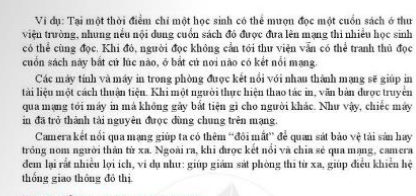 Ví dụ: Tại một thời điểm chỉ một học sinh có thể mượn đọc một cuốn sách ở thư
viện trường, nhưng nếu nội dung cuốn sách đó được đưa lên mạng thì nhiều học sinh
có thể cùng đọc. Khi đó, người đọc không cần tới thư viện vẫn có thể tranh thủ đọc
cuốn sách này bất cứ lúc nào, ở bất cứ nơi nào có kết nối mạng.
Các máy tính và máy in trong phòng được kết nối với nhau thành mạng sẽ giúp in
tài liệu một cách thuận tiện. Khi một người thực hiện thao tác in, văn bản được truyền
qua mạng tới máy in mà không gây bất tiện gì cho người khác. Như vậy, chiếc máy
in đã trở thành tài nguyên được dùng chung trên mạng.
Camera kết nối qua mạng giúp ta có thêm “đôi mắt” để quan sát bảo vệ tài sản hay
trông nom người thân từ xa. Ngoài ra, khi được kết nối và chia sẻ qua mạng, camera
đem lại rất nhiều lợi ích, ví dụ như: giúp giám sát phòng thi từ xa, giúp điều khiển hệ
thống giao thông đô thị.